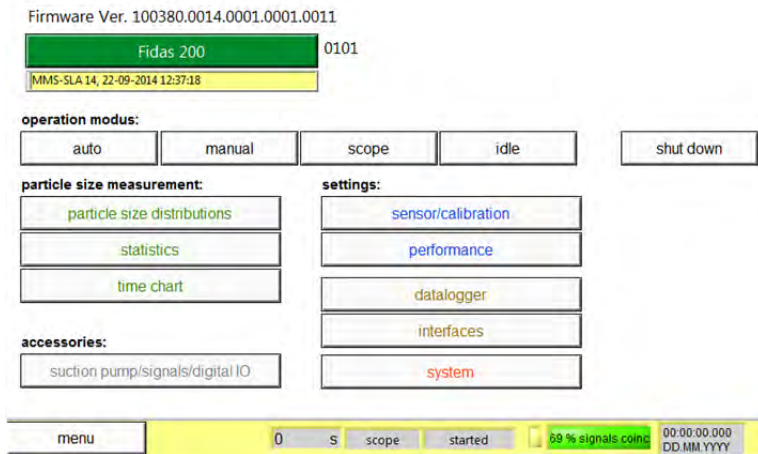 Firmware Ver. 100380.0014.0001.0001.0011
Fidas 200 0101
MMS-SLA 14, 22-09-2014 12:37:18
operation modus:
auto manual scope idle shut down
particle size measurement: settings:
particle size distributions sensor/calibration
statistics performance
time chart datalogger
interfaces
accessories:
suction pump/signals/digital IO system
menu 0 s scope started 69 % signals coinc 00:00:00.000
DD.MM.YYYY